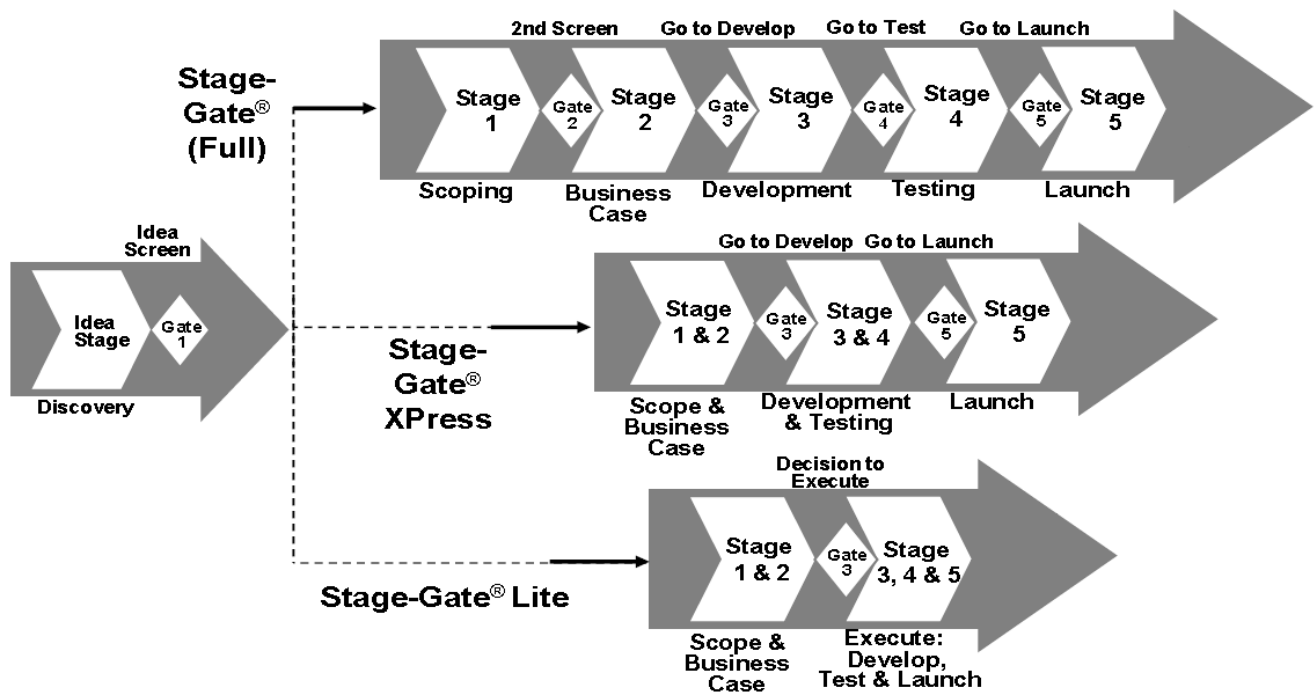 2nd Screen
Go to Develop
Go to Test
Go to Launch
Stage-
Gate®
(Full)
Stage
1
Gate
2
Stage
2
Gate
3
Stage
3
Gate
4
Stage
4
Gate
5
Stage
5
Scoping
Business
Case
Development
Testing
Launch
Idea
Screen
Idea
Stage
Gate
1
Discovery
Go to Develop
Go to Launch
Stage
1 & 2
Gate
3
Stage
3 & 4
Gate
5
Stage
5
Stage-
Gate®
XPress
Scope &
Business
Case
Development
& Testing
Launch
Decision to
Execute
Stage
1 & 2
Gate
3
Stage
3, 4 & 5
Stage-Gate® Lite
Scope &
Business
Case
Execute:
Develop,
Test & Launch